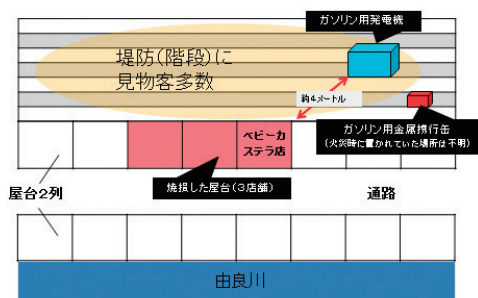 ガソリン用発電機
堤防(階段)に
見物客多数
約4メートル
ガソリン用金属携行缶
(火災時に置かれていた場所は不明)
ベビーカ
ステラ店
焼損した屋台(3店舗)
屋台2列
通路
由良川